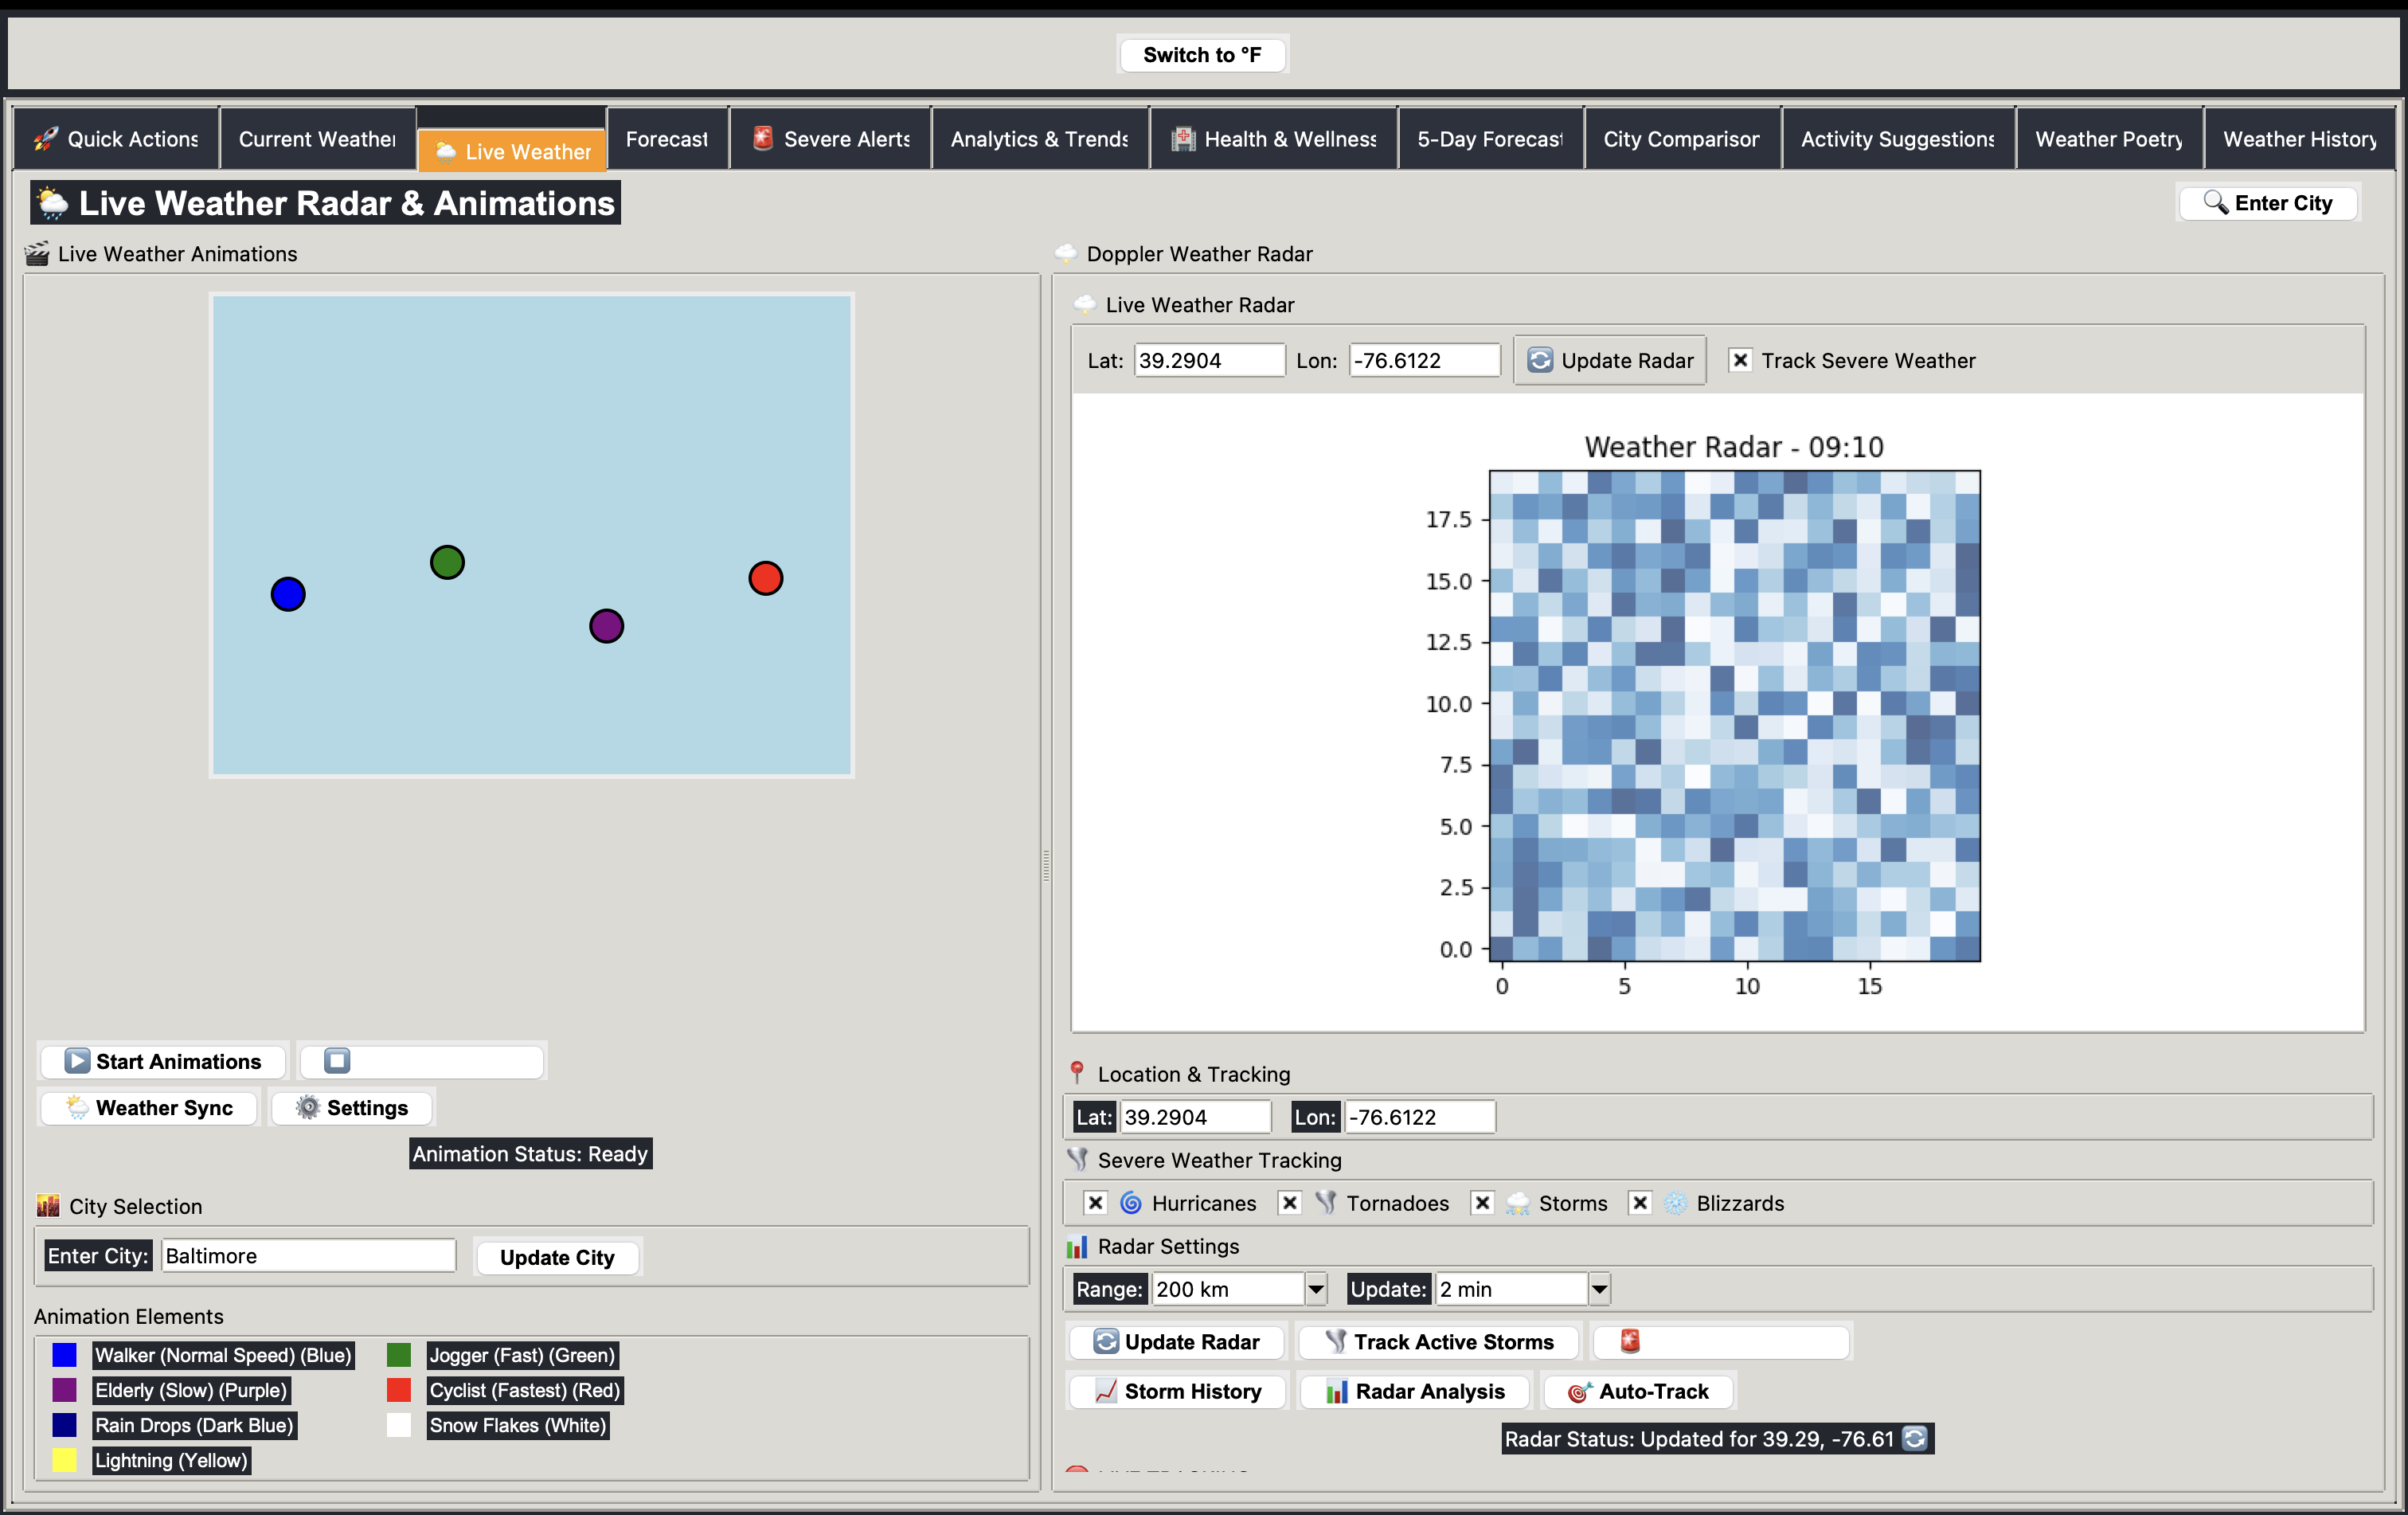 Switch to °F
Quick Actions
Current Weather
Live Weather
Forecast
Severe Alerts
Analytics & Trends
Health & Wellness
5-Day Forecast
City Comparison
Activity Suggestions
Weather Poetry
Weather History
Live Weather Radar & Animations
Enter City
Live Weather Animations
Start Animations
Weather Sync
Settings
Animation Status: Ready
City Selection
Enter City: Baltimore
Update City
Animation Elements
Walker (Normal Speed) (Blue)
Jogger (Fast) (Green)
Elderly (Slow) (Purple)
Cyclist (Fastest) (Red)
Rain Drops (Dark Blue)
Snow Flakes (White)
Lightning (Yellow)
Doppler Weather Radar
Live Weather Radar
Lat: 39.2904 Lon: -76.6122
Update Radar
Track Severe Weather
Weather Radar - 09:10
17.5
15.0
12.5
10.0
7.5
5.0
2.5
0.0
0 5 10 15
Location & Tracking
Lat: 39.2904 Lon: -76.6122
Severe Weather Tracking
Hurricanes
Tornadoes
Storms
Blizzards
Radar Settings
Range: 200 km
Update: 2 min
Update Radar
Track Active Storms
Storm History
Radar Analysis
Auto-Track
Radar Status: Updated for 39.29, -76.61